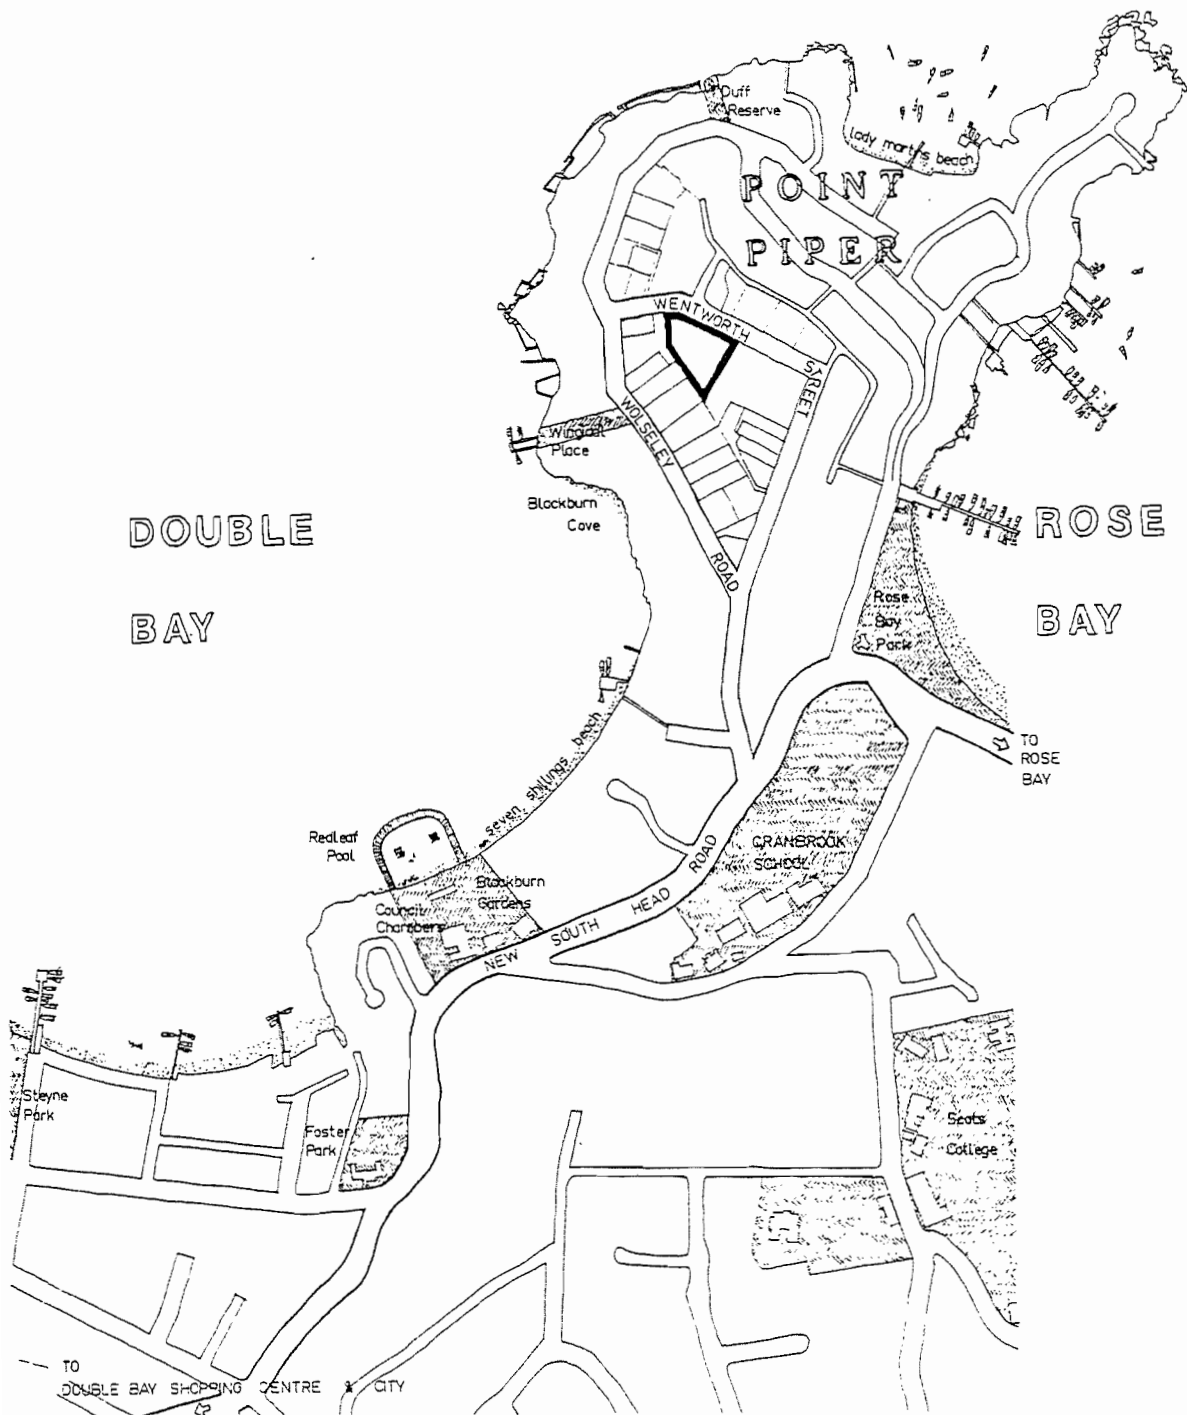 Duff
Reserve
lady martins beach
POINT
PIPER
WENTWORTH
STREET
WOLSELEY
ROAD
Place
Blackburn
Cove
DOUBLE
BAY
ROSE
BAY
Rose
Bay
Park
TO
ROSE
BAY
seven shillings beach
Redleaf
Pool
Blackburn
Gardens
Council
Chambers
CRANBROOK
SCHOOL
NEW SOUTH HEAD ROAD
Steyne
Park
Foster
Park
Scots
College
TO
DOUBLE BAY SHOPPING CENTRE & CITY